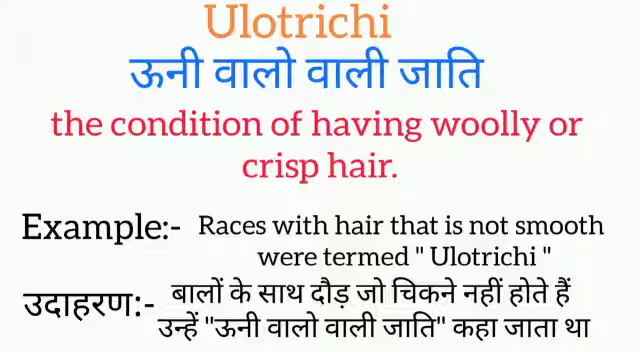 Ulotrichi
ऊनी वालो वाली जाति
the condition of having woolly or
crisp hair.
Example:- Races with hair that is not smooth
were termed " Ulotrichi "
उदाहरण:- बालों के साथ दौड़ जो चिकने नहीं होते हैं
उन्हें "ऊनी वालो वाली जाति" कहा जाता था